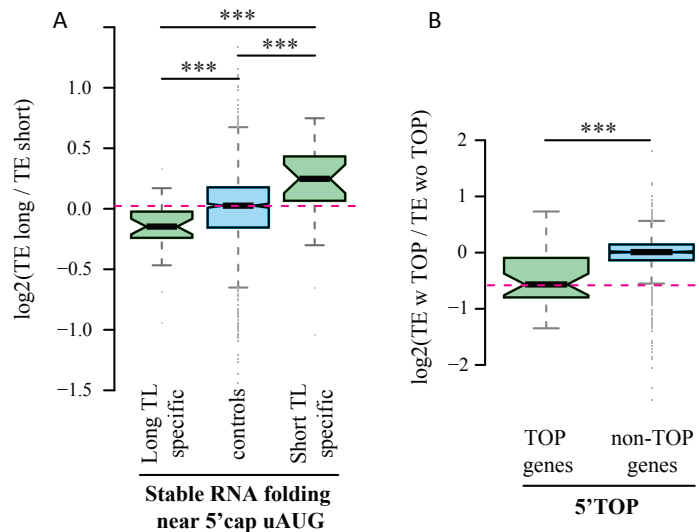 A
log2(TE long / TE short)
1.0
0.5
0.0
−0.5
−1.0
−1.5
***
***
***
Long TL specific
controls
Short TL specific
Stable RNA folding
near 5'cap uAUG
B
log2(TE w TOP / TE wo TOP)
2
1
0
−1
−2
***
TOP genes
non-TOP genes
5'TOP